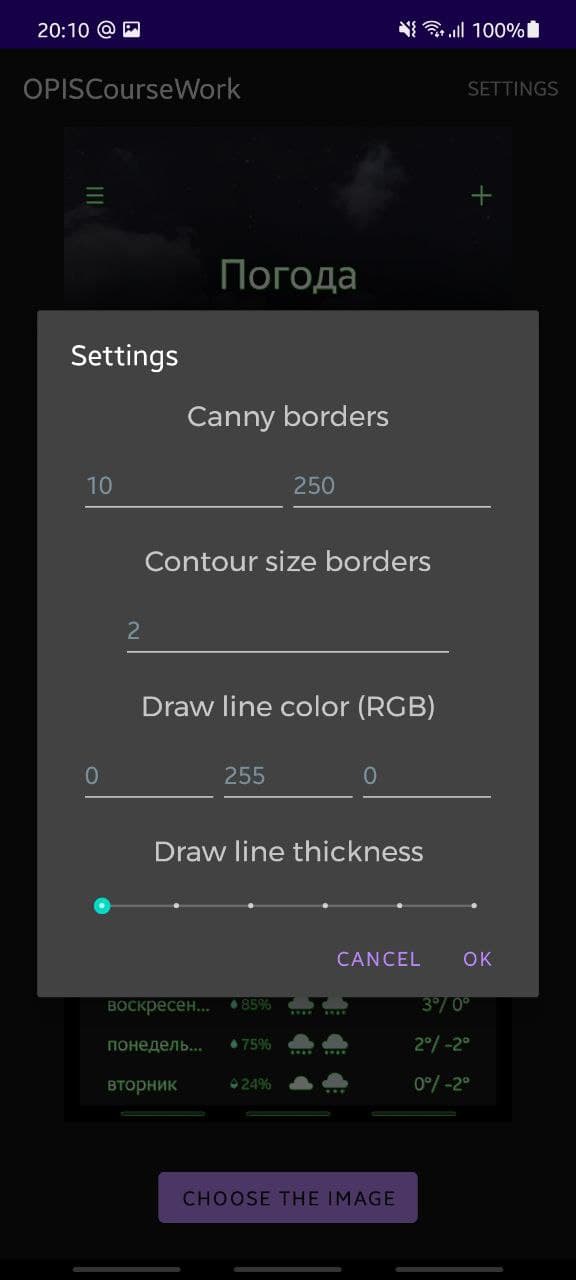 20:10 @ 100%
OPISCourseWork SETTINGS
Погода
Settings
Canny borders
10 250
Contour size borders
2
Draw line color (RGB)
0 255 0
Draw line thickness
CANCEL OK
воскресен... 85% 3°/ 0°
понедель... 75% 2°/ -2°
вторник 24% 0°/ -2°
CHOOSE THE IMAGE